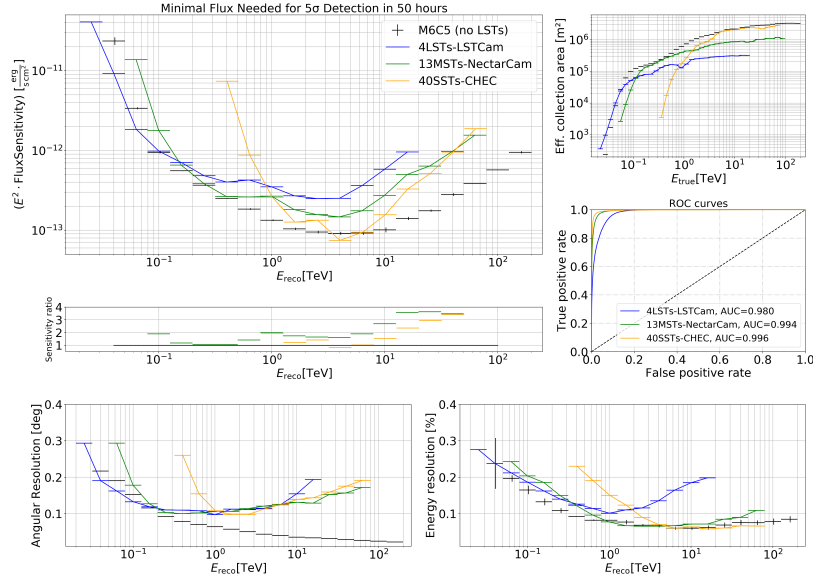 Minimal Flux Needed for 5σ Detection in 50 hours
(E² · FluxSensitivity) [erg/(s cm²)]
10⁻¹¹
10⁻¹²
10⁻¹³
M6C5 (no LSTs)
4LSTs-LSTCam
13MSTs-NectarCam
40SSTs-CHEC
10⁻¹ 10⁰ 10¹ 10²
E_reco[TeV]
Eff. collection area [m²]
10⁶
10⁵
10⁴
10³
10⁻¹ 10⁰ 10¹ 10²
E_true[TeV]
Sensitivity ratio
4
3
2
1
10⁻¹ 10⁰ 10¹ 10²
E_reco[TeV]
ROC curves
True positive rate
1.0
0.8
0.6
0.4
0.2
0.0
4LSTs-LSTCam, AUC=0.980
13MSTs-NectarCam, AUC=0.994
40SSTs-CHEC, AUC=0.996
0.0 0.2 0.4 0.6 0.8 1.0
False positive rate
Angular Resolution [deg]
0.4
0.3
0.2
0.1
10⁻¹ 10⁰ 10¹ 10²
E_reco[TeV]
Energy resolution [%]
0.4
0.3
0.2
0.1
10⁻¹ 10⁰ 10¹ 10²
E_reco[TeV]